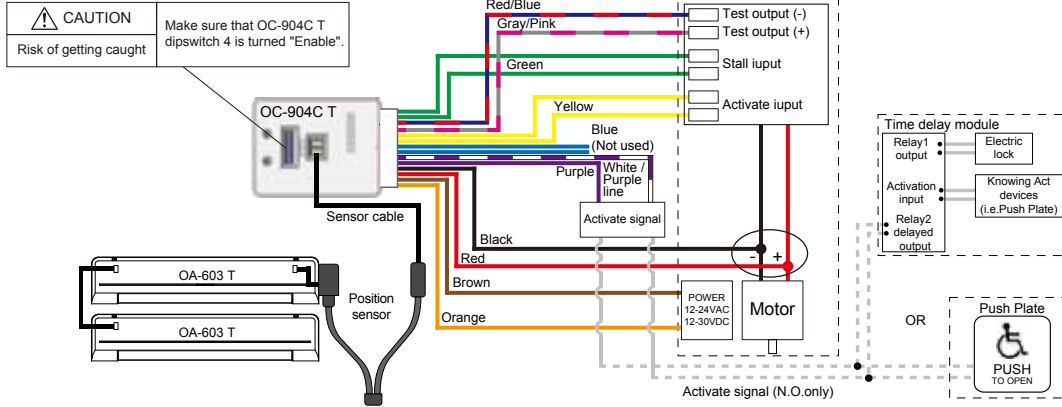 CAUTION
Risk of getting caught
Make sure that OC-904C T
dipswitch 4 is turned "Enable".
Red/Blue
Gray/Pink
Green
Yellow
Blue
(Not used)
Purple
White /
Purple
line
OC-904C T
Sensor cable
Activate signal
Black
Red
Brown
Orange
OA-603 T
OA-603 T
Position
sensor
Test output (-)
Test output (+)
Stall iuput
Activate iuput
- +
POWER
12-24VAC
12-30VDC
Motor
Time delay module
Relay1
output
Electric
lock
Activation
input
Knowing Act
devices
(i.e.Push Plate)
Relay2
delayed
output
OR
Push Plate
PUSH
TO OPEN
Activate signal (N.O.only)